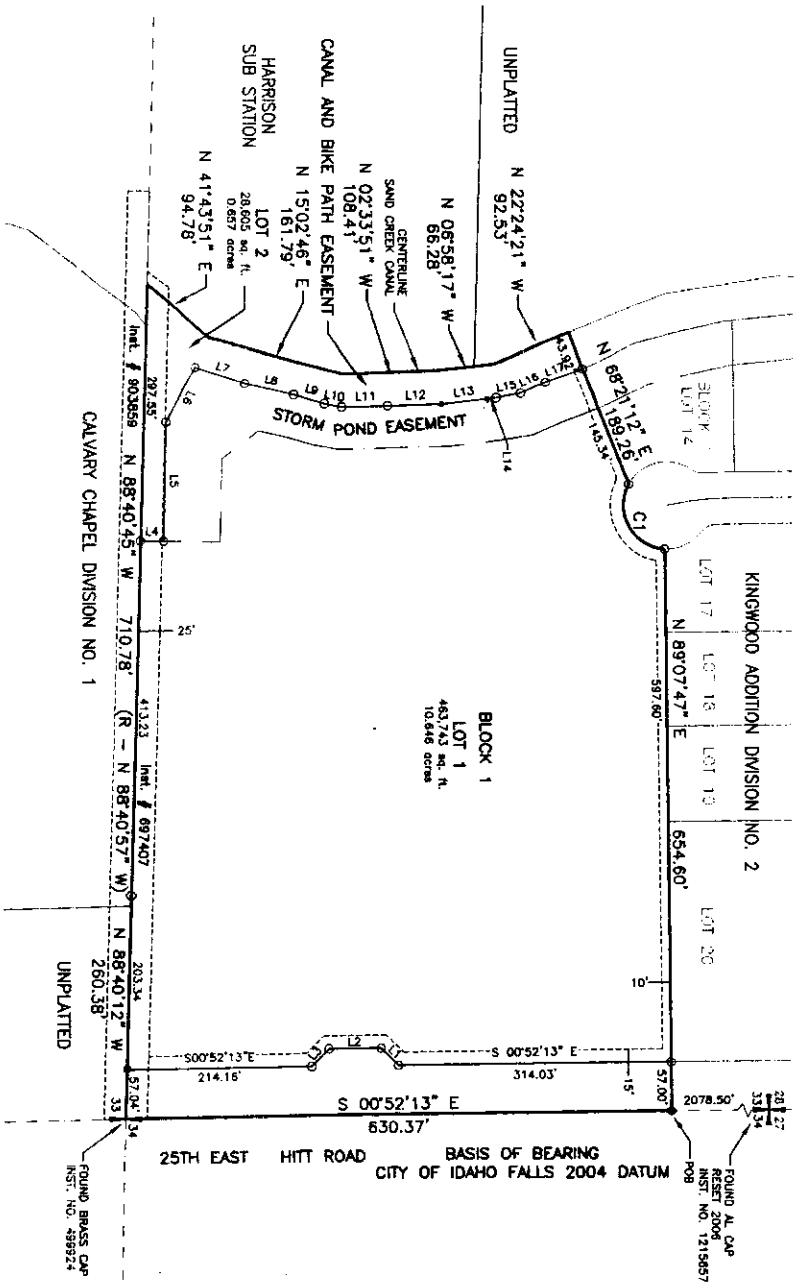 UNPLATTED
N 22°24'21" W
92.53'
N 06°58'17" W
66.28'
CENTERLINE
SAND CREEK CANAL
N 02°33'51" W
108.41'
CANAL AND BIKE PATH EASEMENT
N 15°02'46" E
161.79'
HARRISON
SUB STATION
LOT 2
28,605 sq. ft.
0.657 acres
N 41°43'51" E
94.78'
BLOCK 1
LOT 14
43.92
N 68°21'12" E
189.26'
145.34'
C1
L17
L16
L15
L14
L13
L12
L11
L10
L9
L8
L7
L6
L5
L4
STORM POND EASEMENT
KINGWOOD ADDITION DIVISION NO. 2
LOT 17
LOT 18
LOT 19
LOT 20
N 89°07'47" E
654.60'
597.60'
BLOCK 1
LOT 1
463,743 sq. ft.
10.646 acres
Inst. # 903859
297.55'
N 88°40'45" W 710.78' (R - N 88°40'57" W)
413.23
Inst. # 697407
25'
CALVARY CHAPEL DIVISION NO. 1
N 88°40'12" W
260.38'
203.34
UNPLATTED
10'
15'
S00°52'13" E
214.16'
L2
S 00°52'13" E
314.03'
57.00'
57.04'
S 00°52'13" E
630.37'
2078.50'
28 27
33 34
33 34
POB
FOUND AL CAP
RESET 2006
INST. NO. 1215657
25TH EAST HITT ROAD
BASIS OF BEARING
CITY OF IDAHO FALLS 2004 DATUM
FOUND BRASS CAP
INST. NO. 499924